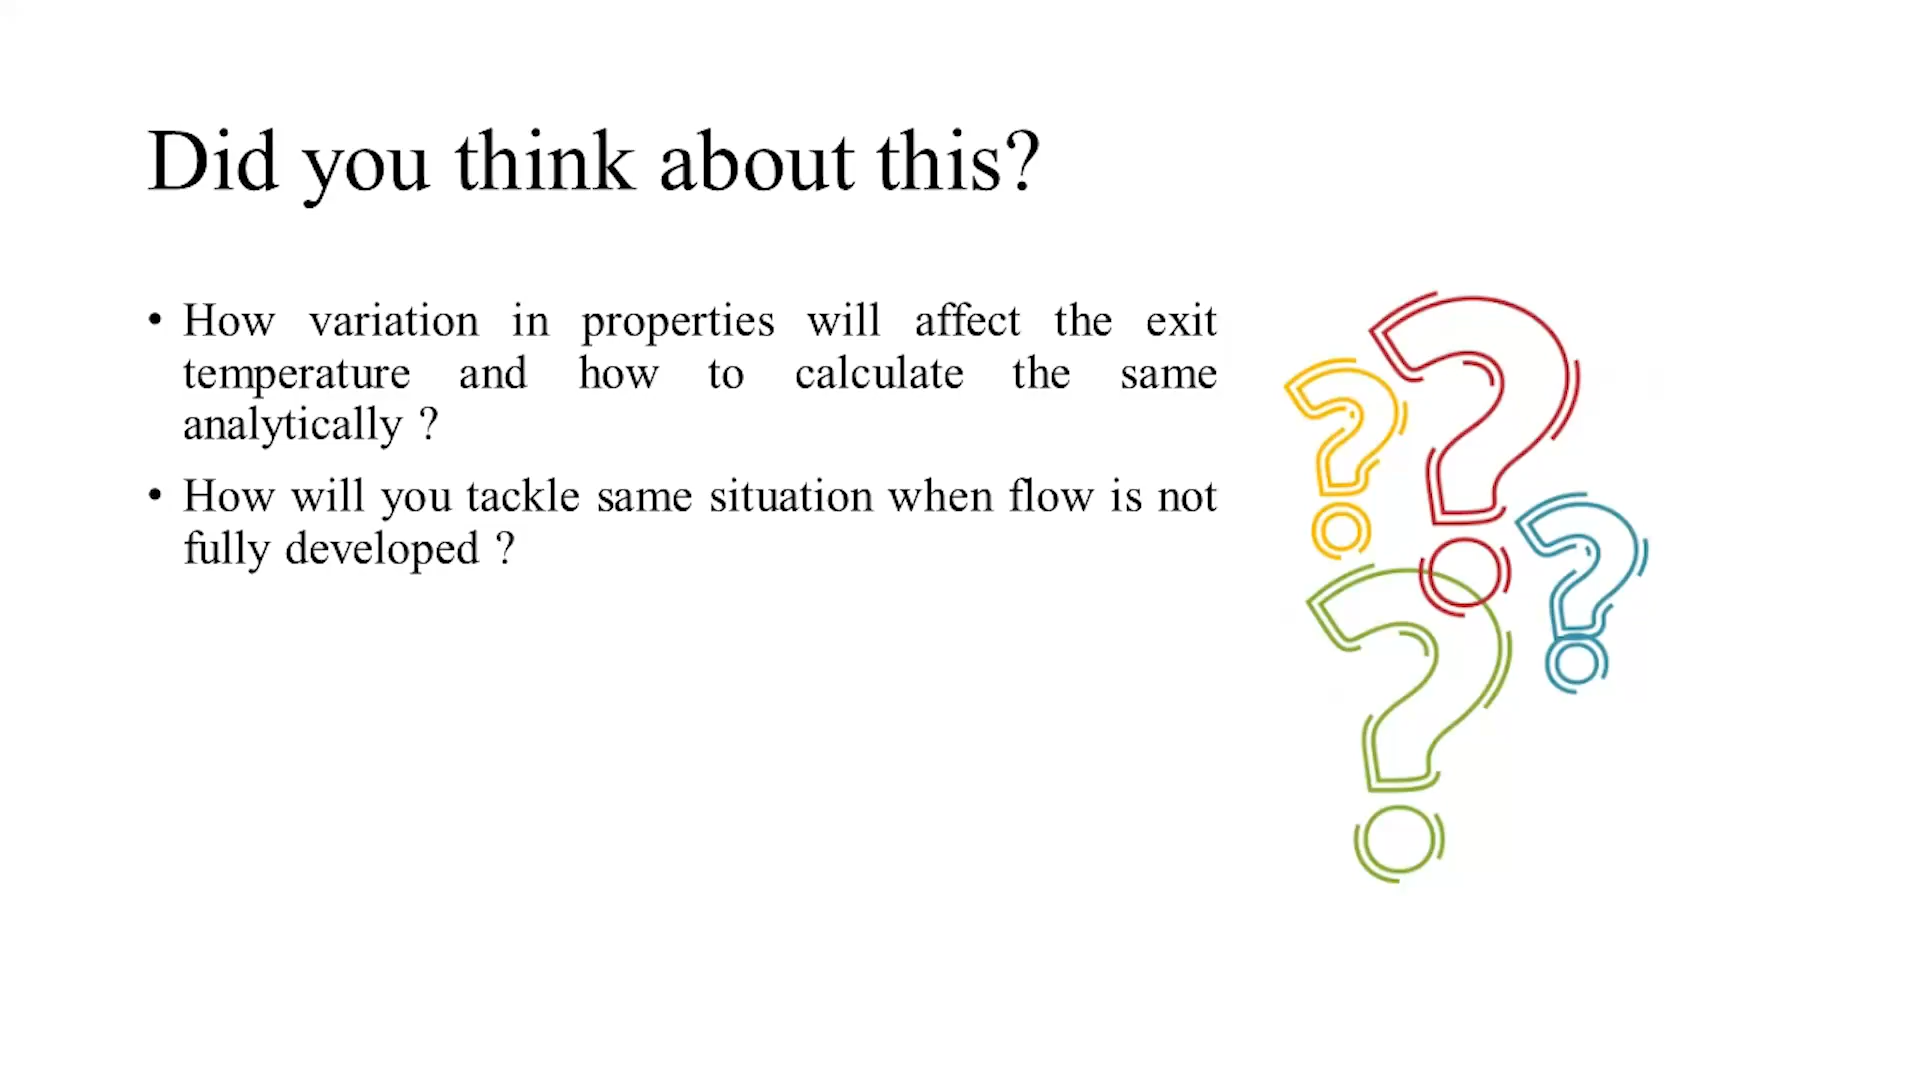 Did you think about this?
• How variation in properties will affect the exit
temperature and how to calculate the same
analytically ?
• How will you tackle same situation when flow is not
fully developed ?